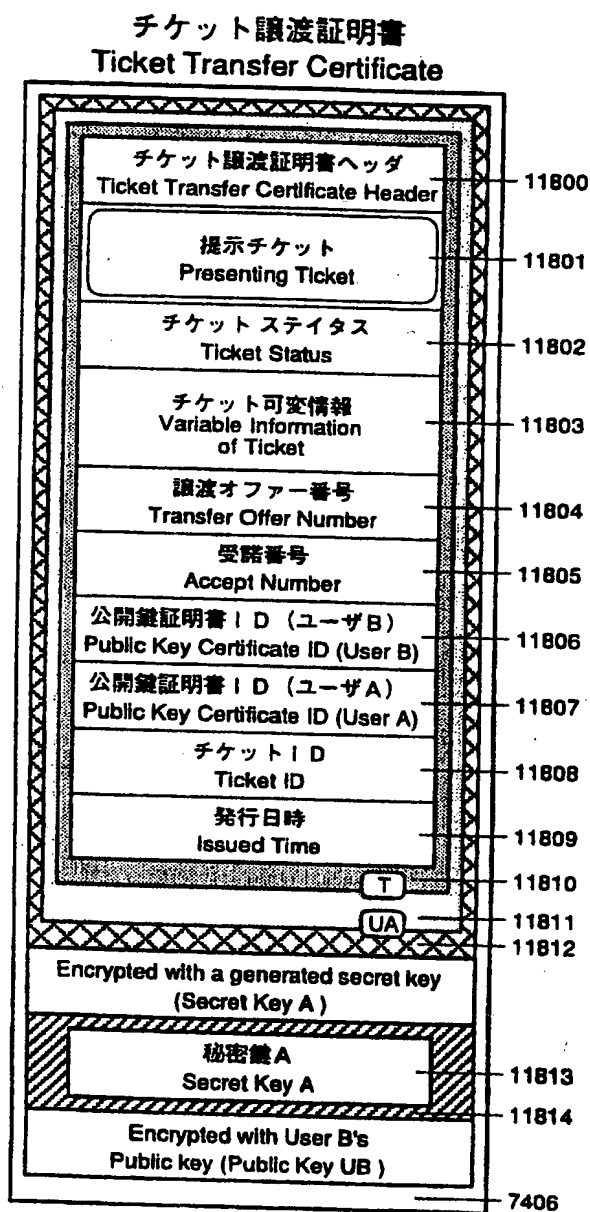 チケット譲渡証明書
Ticket Transfer Certificate
チケット譲渡証明書ヘッダ
Ticket Transfer Certificate Header
11800
提示チケット
Presenting Ticket
11801
チケット ステイタス
Ticket Status
11802
チケット可変情報
Variable Information
of Ticket
11803
譲渡オファー番号
Transfer Offer Number
11804
受諾番号
Accept Number
11805
公開鍵証明書ID(ユーザB)
Public Key Certificate ID (User B)
11806
公開鍵証明書ID(ユーザA)
Public Key Certificate ID (User A)
11807
チケットID
Ticket ID
11808
発行日時
Issued Time
11809
T
11810
UA
11811
11812
Encrypted with a generated secret key
(Secret Key A )
秘密鍵A
Secret Key A
11813
11814
Encrypted with User B's
Public key (Public Key UB )
7406